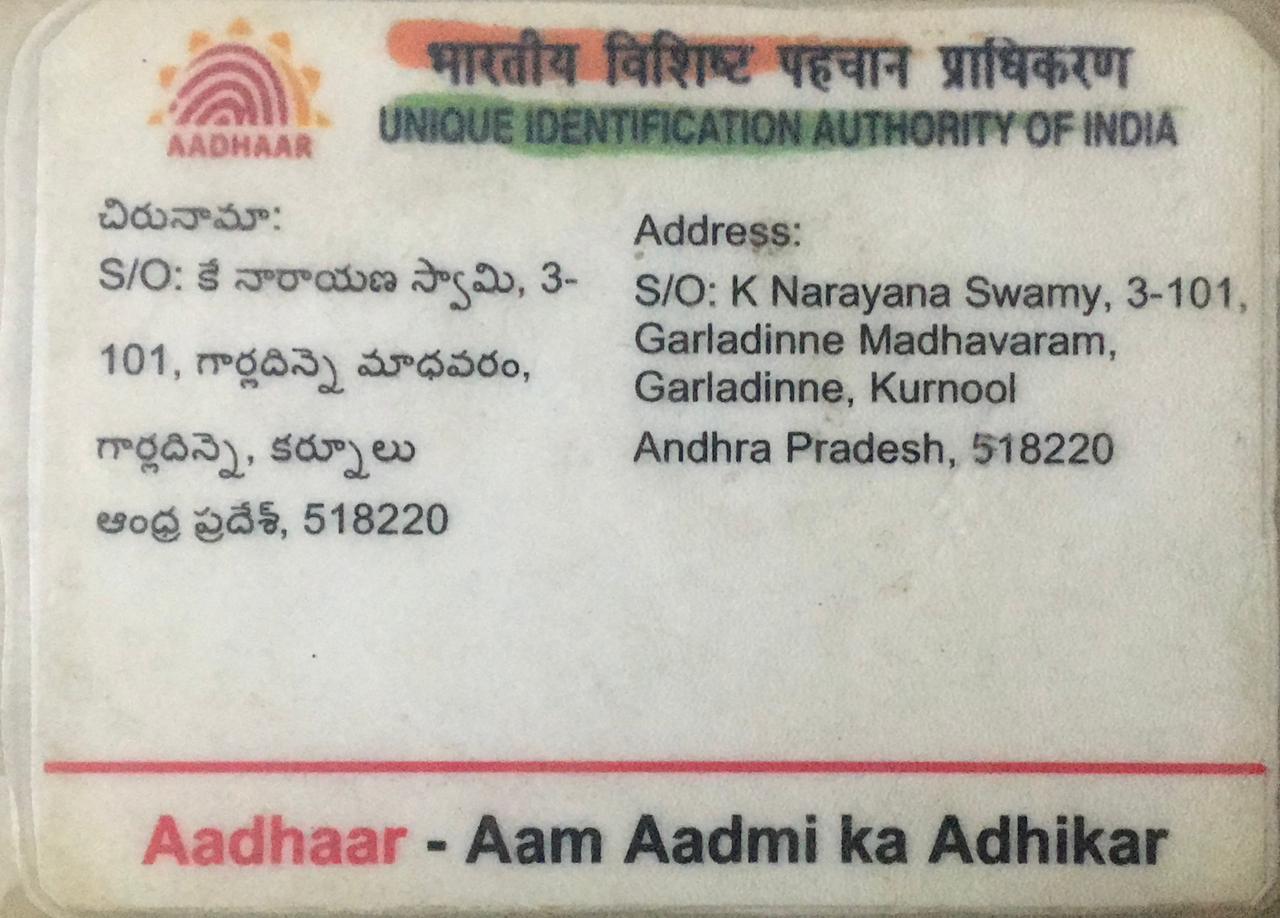 भारतीय विशिष्ट पहचान प्राधिकरण
AADHAAR
UNIQUE IDENTIFICATION AUTHORITY OF INDIA
చిరునామా:
S/O: కే నారాయణ స్వామి, 3-
101, గార్లదిన్నె మాధవరం,
గార్లదిన్నె, కర్నూలు
ఆంధ్ర ప్రదేశ్, 518220
Address:
S/O: K Narayana Swamy, 3-101,
Garladinne Madhavaram,
Garladinne, Kurnool
Andhra Pradesh, 518220
Aadhaar - Aam Aadmi ka Adhikar